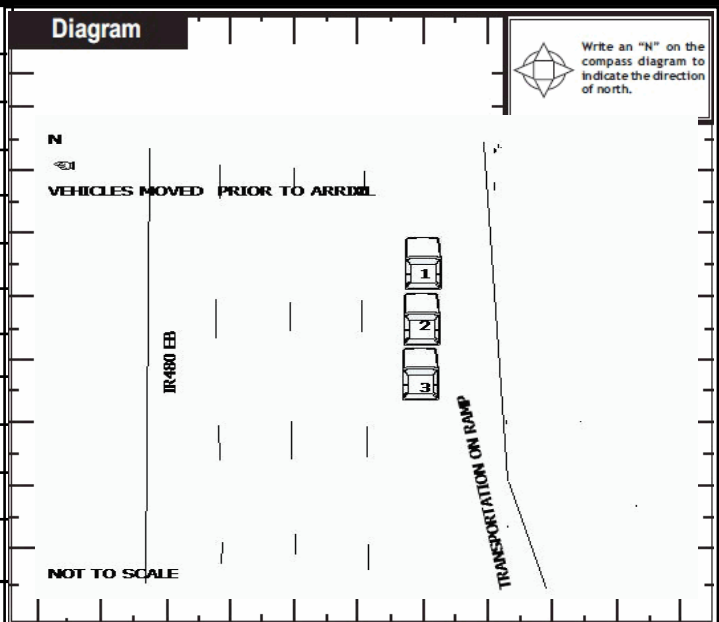 Diagram
Write an “N” on the
compass diagram to
indicate the direction
of north.
N
VEHICLES MOVED PRIOR TO
1
2
3
IR480 EB
TRANSPORTATION ON RAMP
NOT TO SCALE